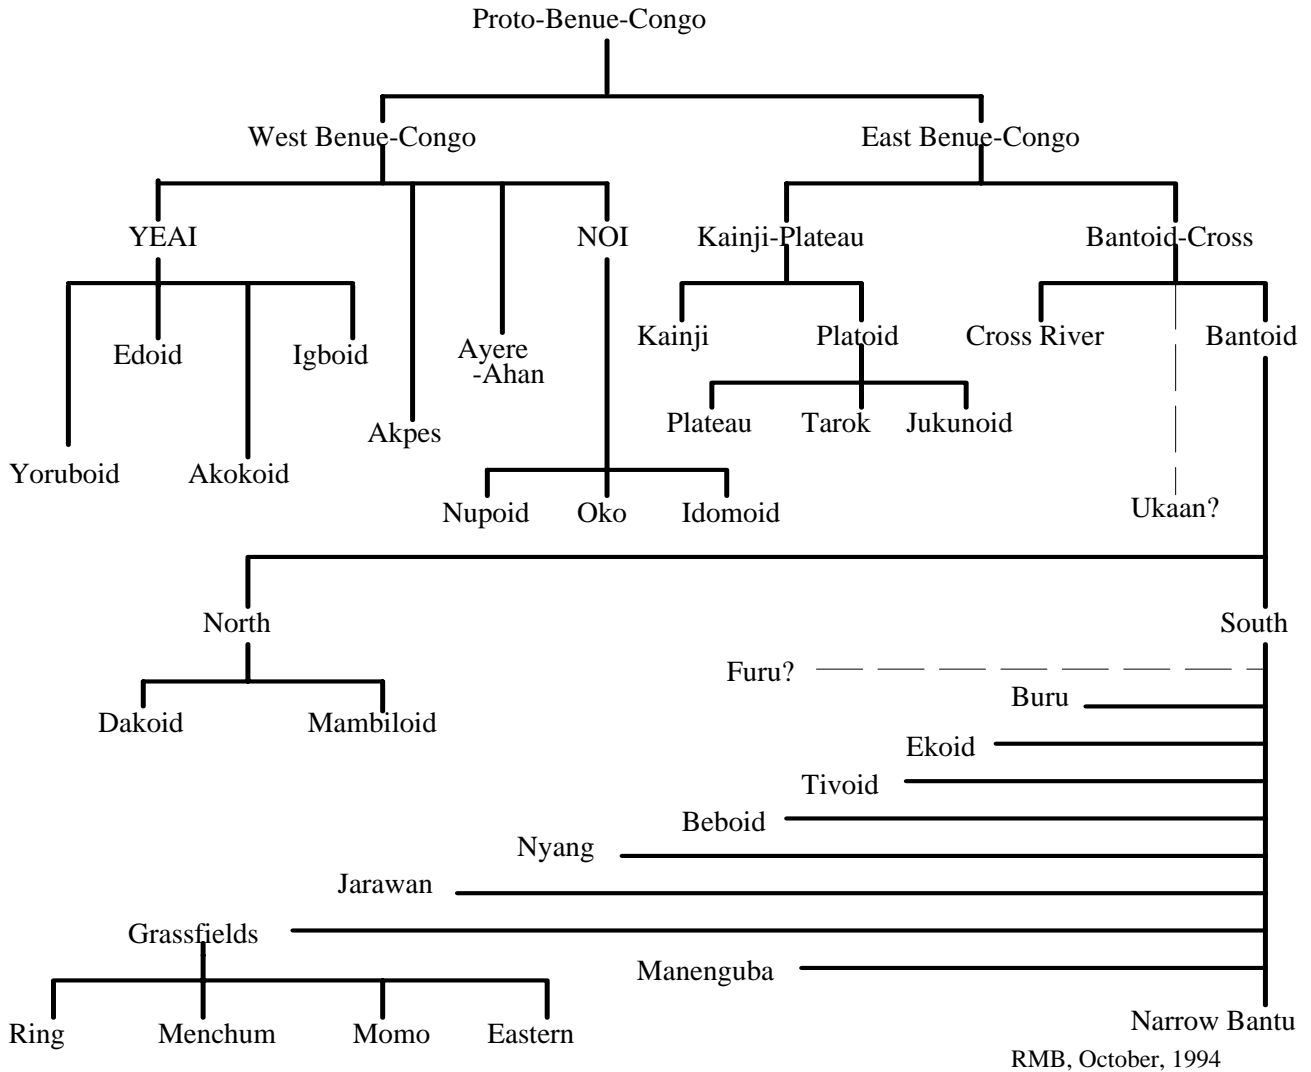 Proto-Benue-Congo
West Benue-Congo
East Benue-Congo
YEAI
NOI
Kainji-Plateau
Bantoid-Cross
Edoid
Igboid
Ayere
-Ahan
Kainji
Platoid
Cross River
Bantoid
Akpes
Plateau
Tarok
Jukunoid
Yoruboid
Akokoid
Nupoid
Oko
Idomoid
Ukaan?
North
South
Furu?
Dakoid
Mambiloid
Buru
Ekoid
Tivoid
Beboid
Nyang
Jarawan
Grassfields
Manenguba
Ring
Menchum
Momo
Eastern
Narrow Bantu
RMB, October, 1994